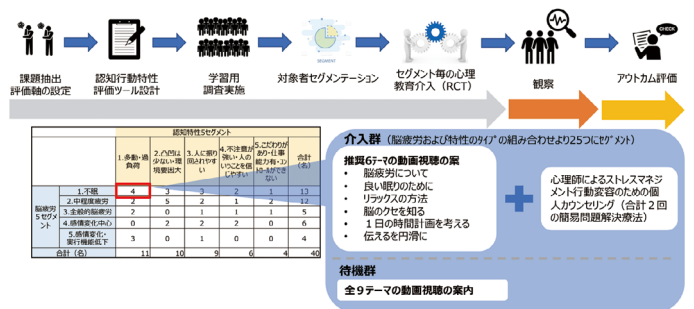 SEGMENT
CHECK
課題抽出
評価軸の設定
認知行動特性
評価ツール設計
学習用
調査実施
対象者セグメンテーション
セグメント毎の心理
教育介入（RCT）
観察
アウトカム評価
認知特性5セグメント
1.多動・過
負荷
2.凸凹は
少ない・環
境要因大
3.人に振り
回されやす
い
4.不注意が
強い・人の
いうことを信
じやすい
5.こだわりが
あり・仕事
能力有・コン
トロールができ
ない
合計
（名）
脳疲労
5セグメ
ント
1.不眠 4 3 3 2 1 13
2.中程度疲労 2 5 2 1 2 12
3.主観的脳疲労 2 0 1 1 1 5
4.感情変化中心 0 2 2 2 0 6
5.感情変化・
実行機能低下 3 0 1 0 0 4
合計（名） 11 10 9 6 4 40
介入群（脳疲労および特性のタイプの組み合わせより25つにセグメント）
推奨6テーマの動画視聴の案
• 脳疲労について
• 良い眠りのために
• リラックスの方法
• 脳のクセを知る
• １日の時間計画を考える
• 伝えるを円滑に
心理師によるストレスマネジ
メント行動変容のための個
人カウンセリング（合計２回
の簡易問題解決療法）
待機群
全９テーマの動画視聴の案内